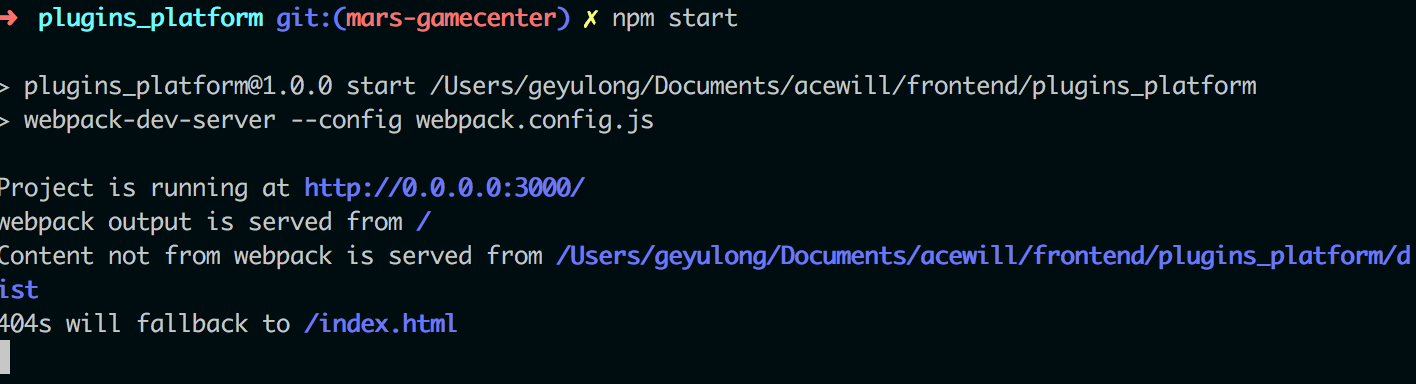 ➜ plugins_platform git:(mars-gamecenter) ✗ npm start
> plugins_platform@1.0.0 start /Users/geyulong/Documents/acewill/frontend/plugins_platform
> webpack-dev-server --config webpack.config.js
Project is running at http://0.0.0.0:3000/
webpack output is served from /
Content not from webpack is served from /Users/geyulong/Documents/acewill/frontend/plugins_platform/d
ist
404s will fallback to /index.html